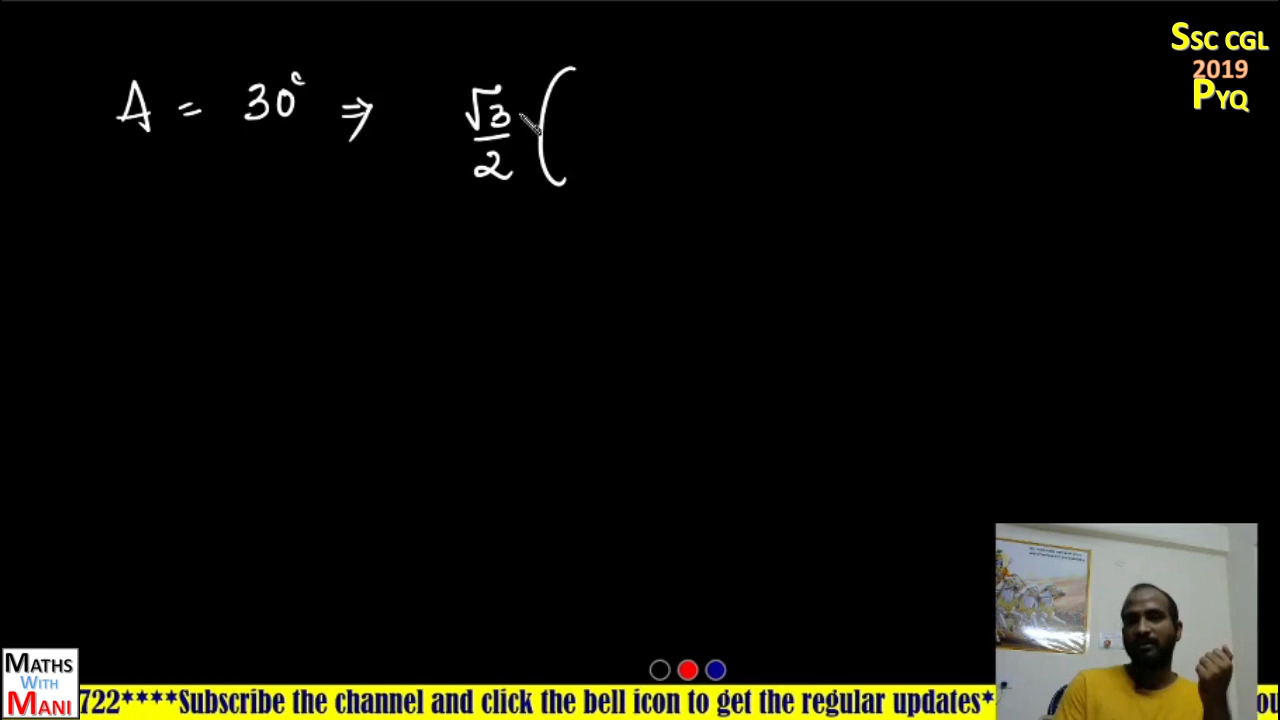 SSC CGL
2019
PYQ
A = 30° ⇒ √3/2 (
MATHS
WITH
MANI
722****Subscribe the channel and click the bell icon to get the regular updates*